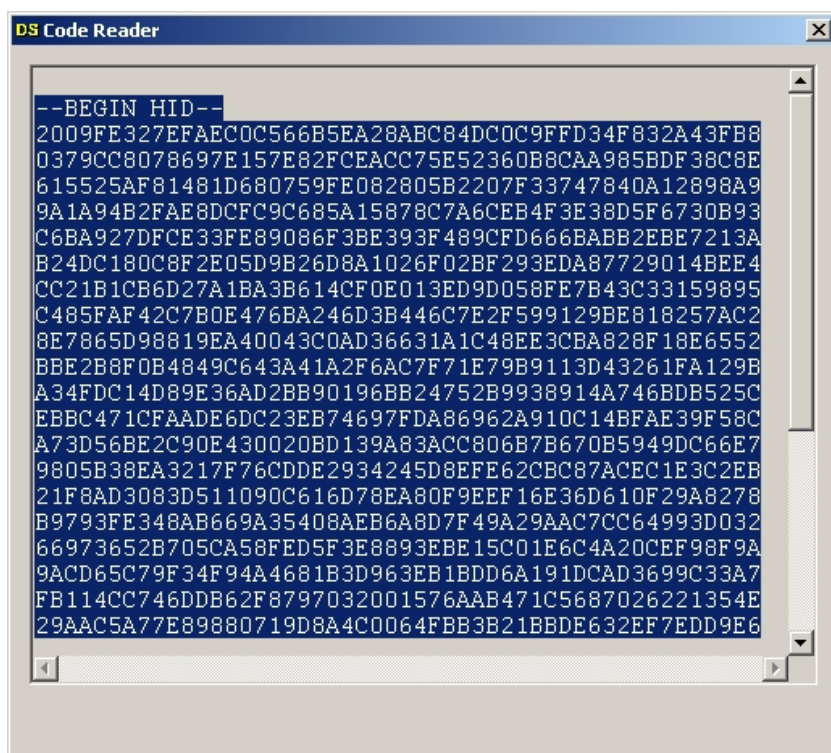 DS Code Reader
--BEGIN HID--
2009FE327EFAEC0C566B5EA28ABC84DC0C9FFD34F832A43FB8
0379CC8078697E157E82FCEACC75E52360B8CAA985BDF38C8E
615525AF81481D680759FE082805B2207F33747840A12898A9
9A1A94B2FAE8DCFC9C685A15878C7A6CEB4F3E38D5F6730B93
C6BA927DFCE33FE89086F3BE393F489CFD666BABB2EBE7213A
B24DC180C8F2E05D9B26D8A1026F02BF293EDA87729014BEE4
CC21B1CB6D27A1BA3B614CF0E013ED9D058FE7B43C33159895
C485FAF42C7B0E476BA246D3B446C7E2F599129BE818257AC2
8E7865D98819EA40043C0AD36631A1C48EE3CBA828F18E6552
BBE2B8F0B4849C643A41A2F6AC7F71E79B9113D43261FA129B
A34FDC14D89E36AD2BB90196BB24752B9938914A746BDB525C
EBBC471CFAADE6DC23EB74697FDA86962A910C14BFAE39F58C
A73D56BE2C90E430020BD139A83ACC806B7B670B5949DC66E7
9805B38EA3217F76CDDE2934245D8EFE62CBC87ACEC1E3C2EB
21F8AD3083D511090C616D78EA80F9EEF16E36D610F29A8278
B9793FE348AB669A35408AEB6A8D7F49A29AAC7CC64993D032
66973652B705CA58FED5F3E8893EBE15C01E6C4A20CEF98F9A
9ACD65C79F34F94A4681B3D963EB1BDD6A191DCAD3699C33A7
FB114CC746DDB62F8797032001576AAB471C5687026221354E
29AAC5A77E89880719D8A4C0064FBB3B21BBDE632EF7EDD9E6